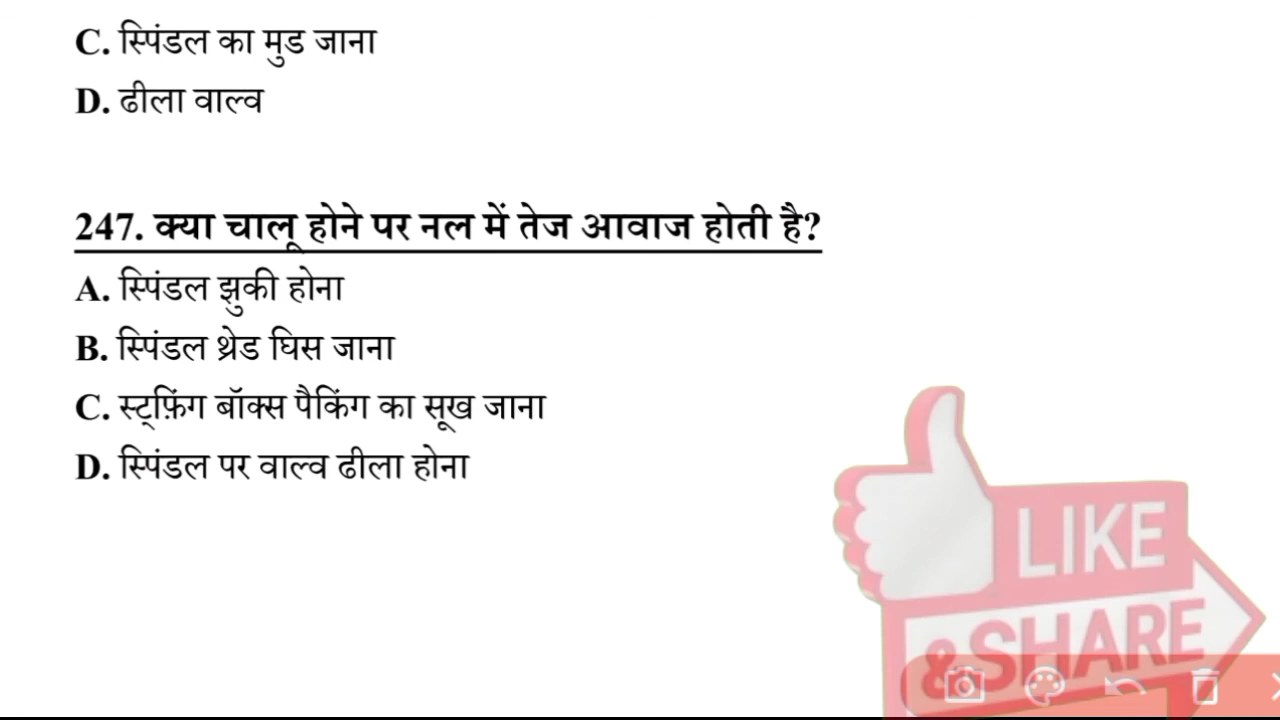 C. स्पिंडल का मुड जाना
D. ढीला वाल्व
247. क्या चालू होने पर नल में तेज आवाज होती है?
A. स्पिंडल झुकी होना
B. स्पिंडल थ्रेड घिस जाना
C. स्ट्फ़िंग बॉक्स पैकिंग का सूख जाना
D. स्पिंडल पर वाल्व ढीला होना
LIKE
&SHARE